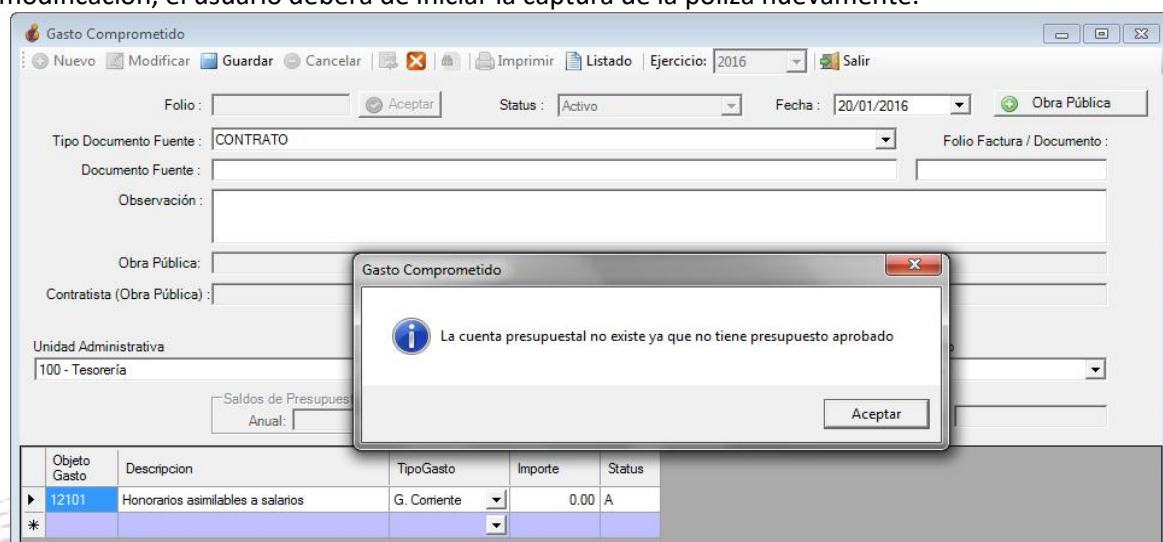 modificación, el usuario deberá de iniciar la captura de la póliza nuevamente.
Gasto Comprometido
Nuevo Modificar Guardar Cancelar Imprimir Listado Ejercicio: 2016 Salir
Folio : Aceptar Status : Activo Fecha : 20/01/2016 Obra Pública
Tipo Documento Fuente : CONTRATO Folio Factura / Documento :
Documento Fuente :
Observación :
Obra Pública:
Contratista (Obra Pública) :
Gasto Comprometido
La cuenta presupuestal no existe ya que no tiene presupuesto aprobado
Aceptar
Unidad Administrativa
100 - Tesorería
Saldos de
Anual:
Objeto Gasto Descripcion TipoGasto Importe Status
12101 Honorarios asimilables a salarios G. Corriente 0.00 A